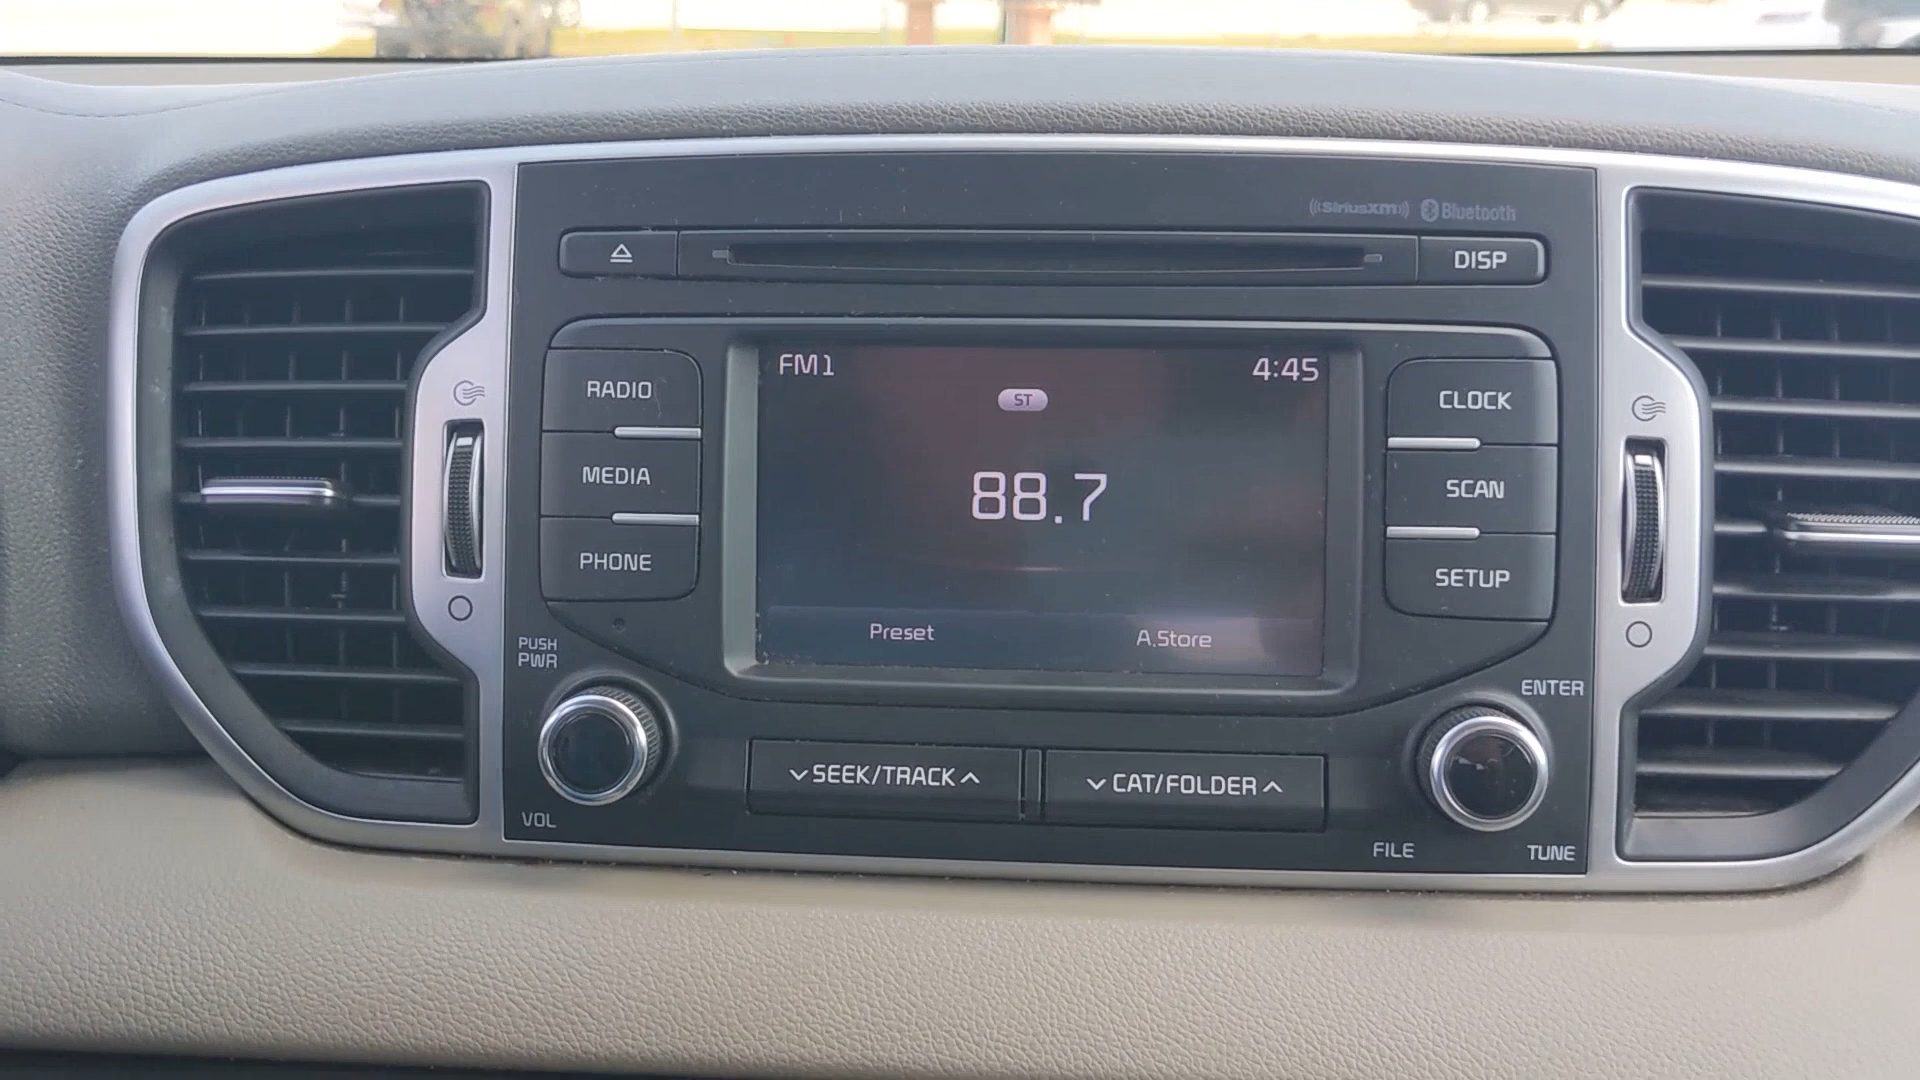 SiriusXM Bluetooth
DISP
FM1 4:45
ST
88.7
Preset A.Store
RADIO
MEDIA
PHONE
CLOCK
SCAN
SETUP
PUSH
PWR
VOL
SEEK/TRACK
CAT/FOLDER
ENTER
FILE TUNE